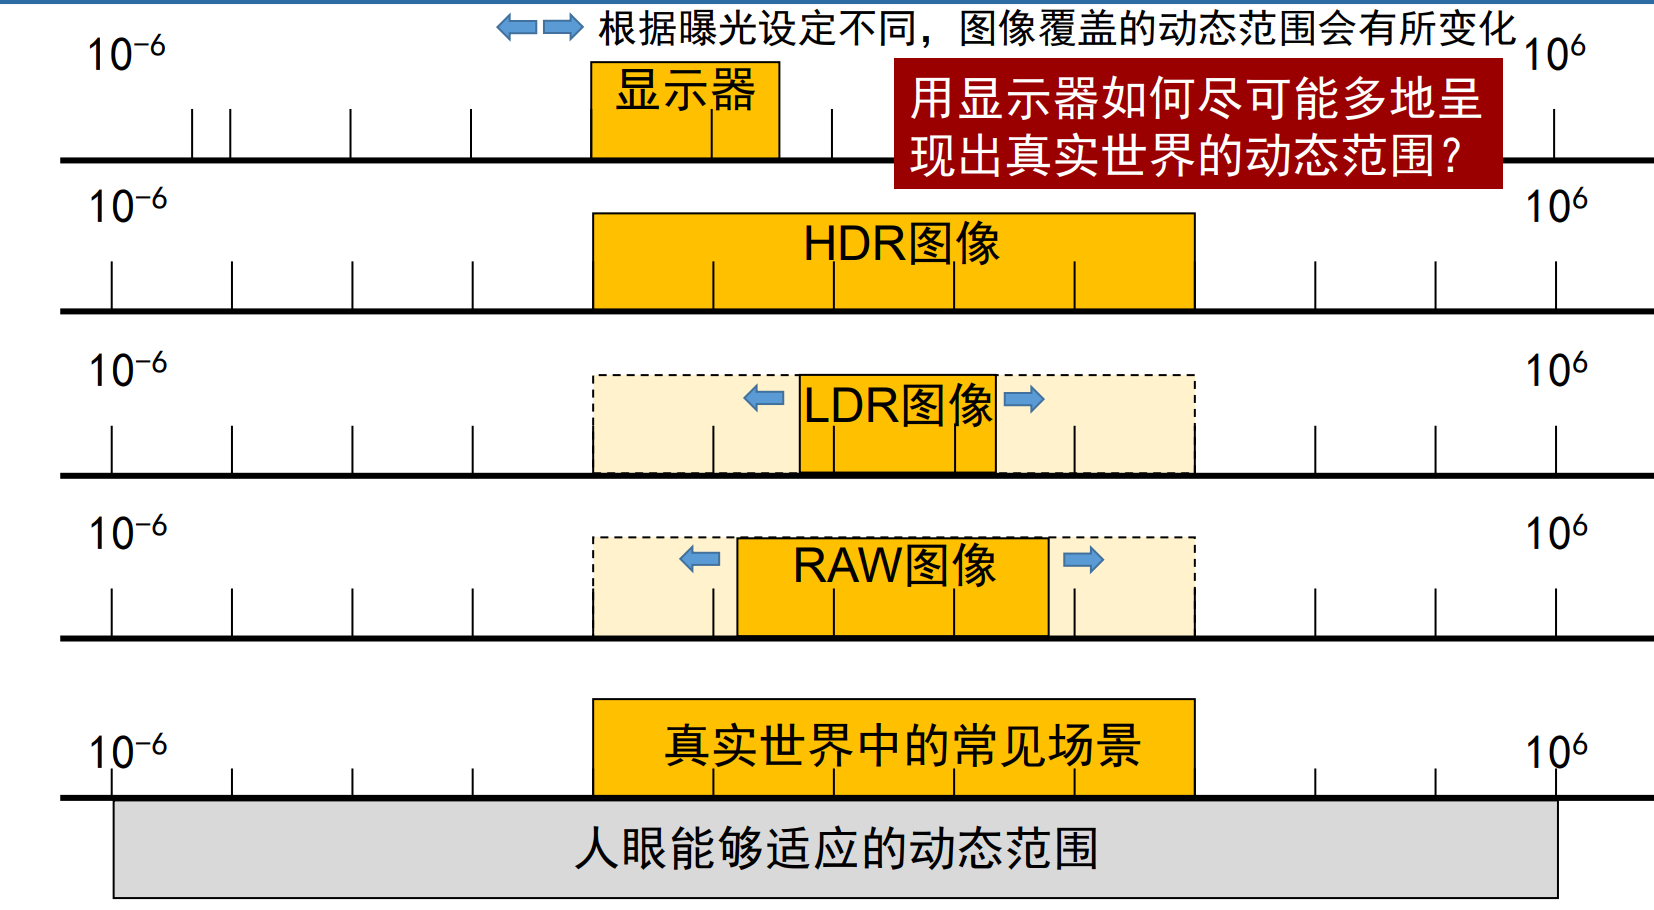 根据曝光设定不同，图像覆盖的动态范围会有所变化
10⁻⁶
10⁶
显示器
用显示器如何尽可能多地呈
现出真实世界的动态范围？
10⁻⁶
10⁶
HDR图像
10⁻⁶
10⁶
LDR图像
10⁻⁶
10⁶
RAW图像
10⁻⁶
10⁶
真实世界中的常见场景
人眼能够适应的动态范围